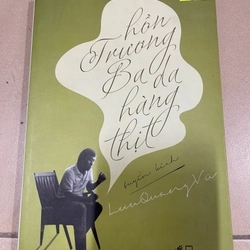 hồn
Trương
Ba da
hàng
thịt
tuyển kịch
Lưu Quang Vũ